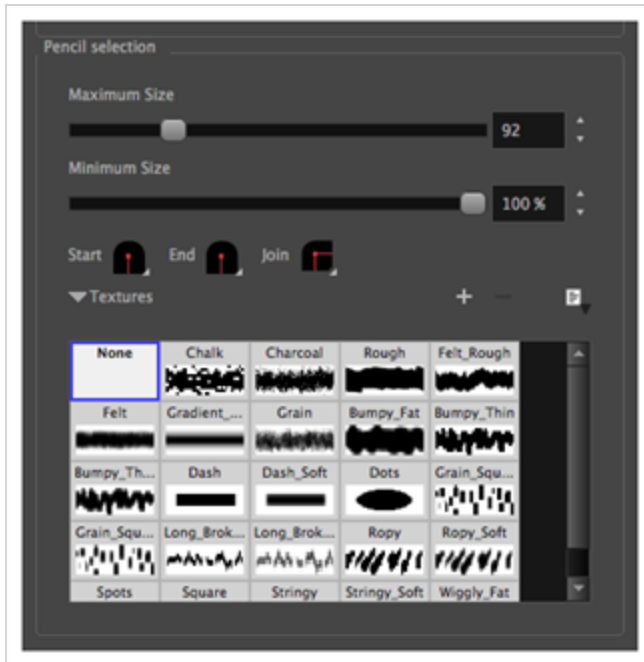 Pencil selection
Maximum Size
92
Minimum Size
100 %
Start End Join
Textures
None Chalk Charcoal Rough Felt_Rough
Felt Gradient_... Grain Bumpy_Fat Bumpy_Thin
Bumpy_Th... Dash Dash_Soft Dots Grain_Squ...
Grain_Squ... Long_Brok... Long_Brok... Ropy Ropy_Soft
Spots Square Stringy Stringy_Soft Wiggly_Fat